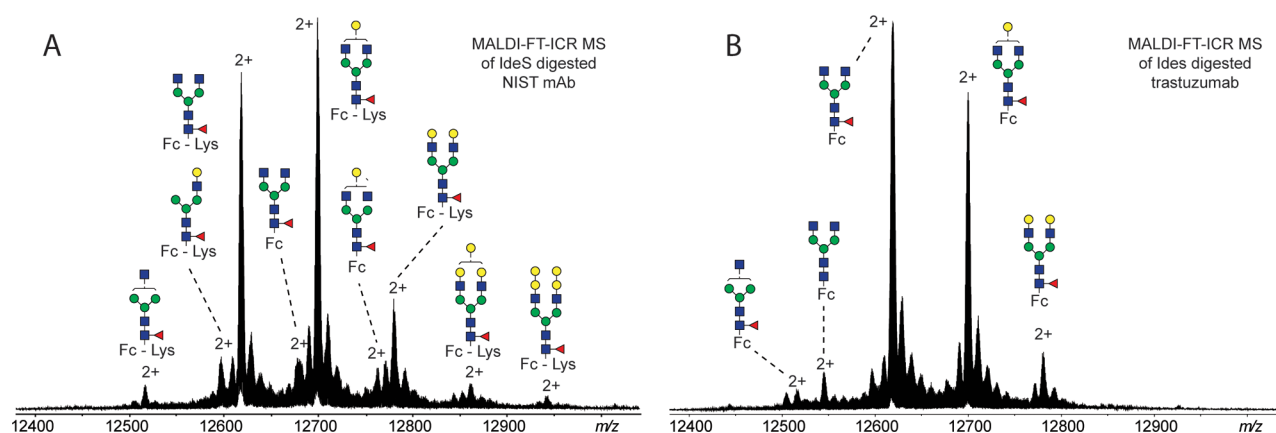 A
MALDI-FT-ICR MS
of IdeS digested
NIST mAb
2+
2+
Fc - Lys
Fc - Lys
2+
Fc
Fc
Fc - Lys
2+
Fc - Lys
2+
2+
2+
2+
Fc - Lys
2+
Fc - Lys
2+
12400 12500 12600 12700 12800 12900 m/z
B
MALDI-FT-ICR MS
of Ides digested
trastuzumab
2+
2+
Fc
Fc
Fc
Fc
Fc
2+
2+
2+
12400 12500 12600 12700 12800 12900 m/z